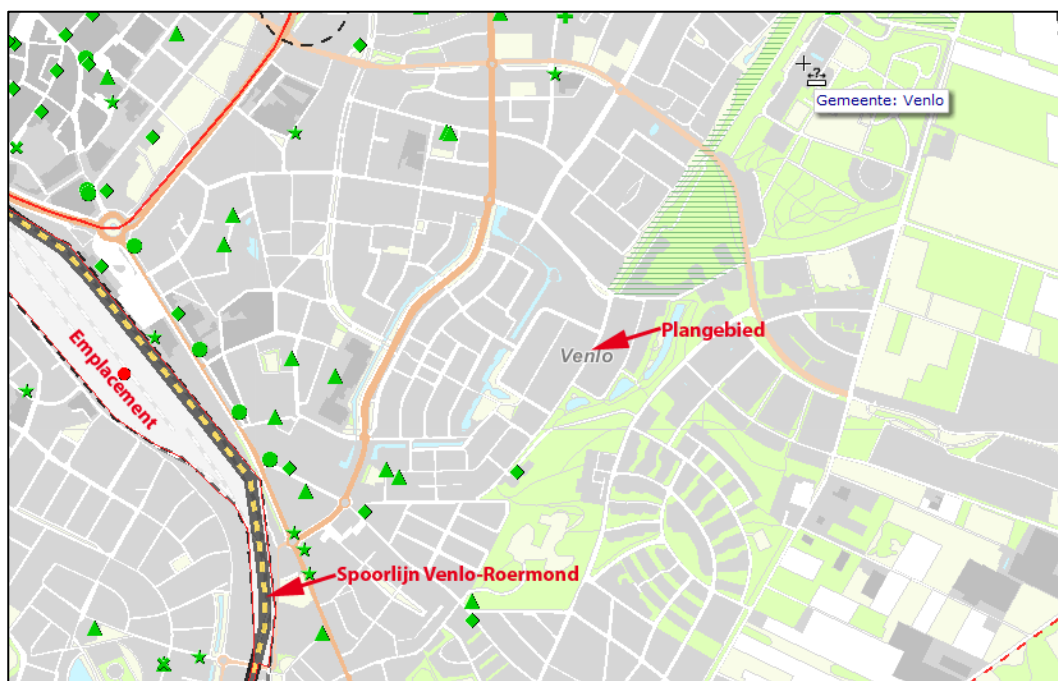 Gemeente: Venlo
Plangebied
Venlo
Emplacement
Spoorlijn Venlo-Roermond